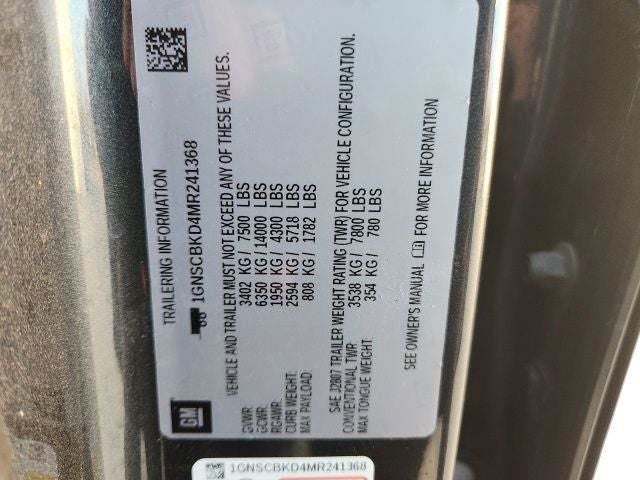 TRAILERING INFORMATION
1GNSCBKD4MR241368
VEHICLE AND TRAILER MUST NOT EXCEED ANY OF THESE VALUES.
GM
GVWR: 3402 KG/ 7500 LBS
GCWR: 6350 KG/ 14000 LBS
RGAWR: 1950 KG/ 4300 LBS
CURB WEIGHT: 2594 KG/ 5718 LBS
MAX PAYLOAD: 808 KG/ 1782 LBS
SAE J2807 TRAILER WEIGHT RATING (TWR) FOR VEHICLE CONFIGURATION.
CONVENTIONAL TWR: 3538 KG/ 7800 LBS
MAX TONGUE WEIGHT: 354 KG/ 780 LBS
SEE OWNER'S MANUAL FOR MORE INFORMATION
1GNSCBKD4MR241368